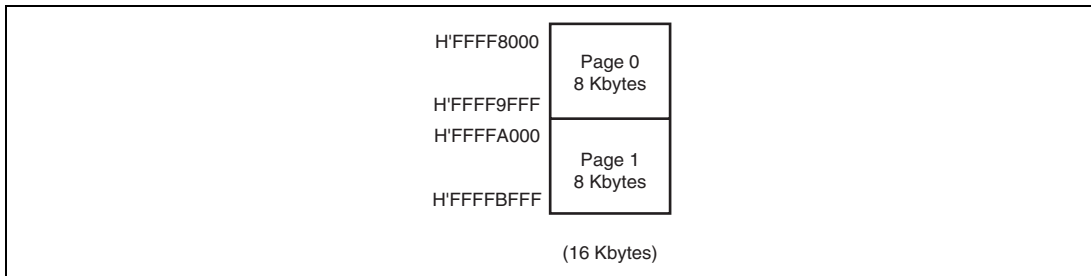 H'FFFF8000
Page 0
8 Kbytes
H'FFFF9FFF
H'FFFFA000
Page 1
8 Kbytes
H'FFFFBFFF
(16 Kbytes)